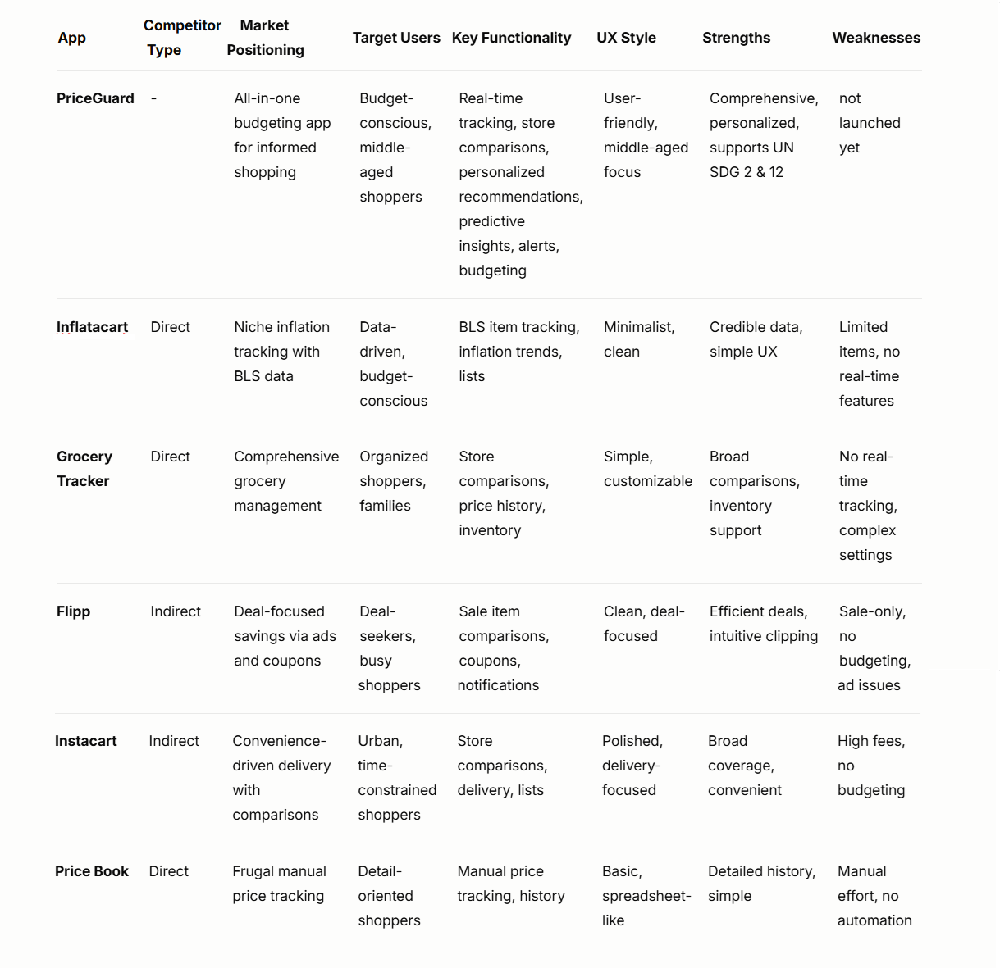 App
Competitor Type
Market Positioning
Target Users
Key Functionality
UX Style
Strengths
Weaknesses
PriceGuard
-
All-in-one
budgeting app
for informed
shopping
Budget-
conscious,
middle-
aged
shoppers
Real-time
tracking, store
comparisons,
personalized
recommendations,
predictive
insights, alerts,
budgeting
User-
friendly,
middle-aged
focus
Comprehensive,
personalized,
supports UN
SDG 2 & 12
not
launched
yet
Inflatacart
Direct
Niche inflation
tracking with
BLS data
Data-
driven,
budget-
conscious
BLS item tracking,
inflation trends,
lists
Minimalist,
clean
Credible data,
simple UX
Limited
items, no
real-time
features
Grocery
Tracker
Direct
Comprehensive
grocery
management
Organized
shoppers,
families
Store
comparisons,
price history,
inventory
Simple,
customizable
Broad
comparisons,
inventory
support
No real-
time
tracking,
complex
settings
Flipp
Indirect
Deal-focused
savings via ads
and coupons
Deal-
seekers,
busy
shoppers
Sale item
comparisons,
coupons,
notifications
Clean, deal-
focused
Efficient deals,
intuitive clipping
Sale-only,
no
budgeting,
ad issues
Instacart
Indirect
Convenience-
driven delivery
with
comparisons
Urban,
time-
constrained
shoppers
Store
comparisons,
delivery, lists
Polished,
delivery-
focused
Broad
coverage,
convenient
High fees,
no
budgeting
Price Book
Direct
Frugal manual
price tracking
Detail-
oriented
shoppers
Manual price
tracking, history
Basic,
spreadsheet-
like
Detailed history,
simple
Manual
effort, no
automation